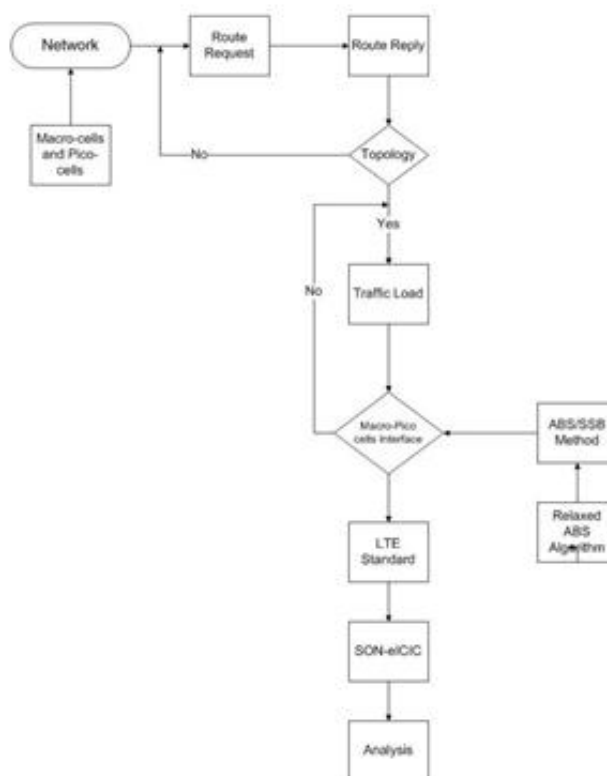 Network
Route
Request
Route Reply
Macro-cells
and Pico-
cells
No
Topology
Yes
No
Traffic Load
Macro-Pico
cells Interface
ABS/SSB
Method
LTE
Standard
Relaxed
ABS
Algorithm
SON-eICIC
Analysis